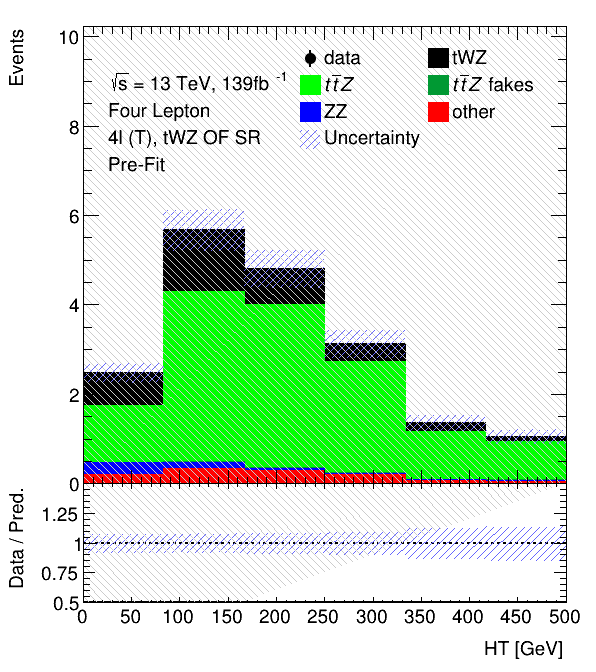 Events
10
8
6
4
2
0
√s = 13 TeV, 139fb⁻¹
Four Lepton
4l (T), tWZ OF SR
Pre-Fit
data
tWZ
tt̄Z
tt̄Z fakes
ZZ
other
Uncertainty
Data / Pred.
1.25
1
0.75
0.5
0 50 100 150 200 250 300 350 400 450 500
HT [GeV]